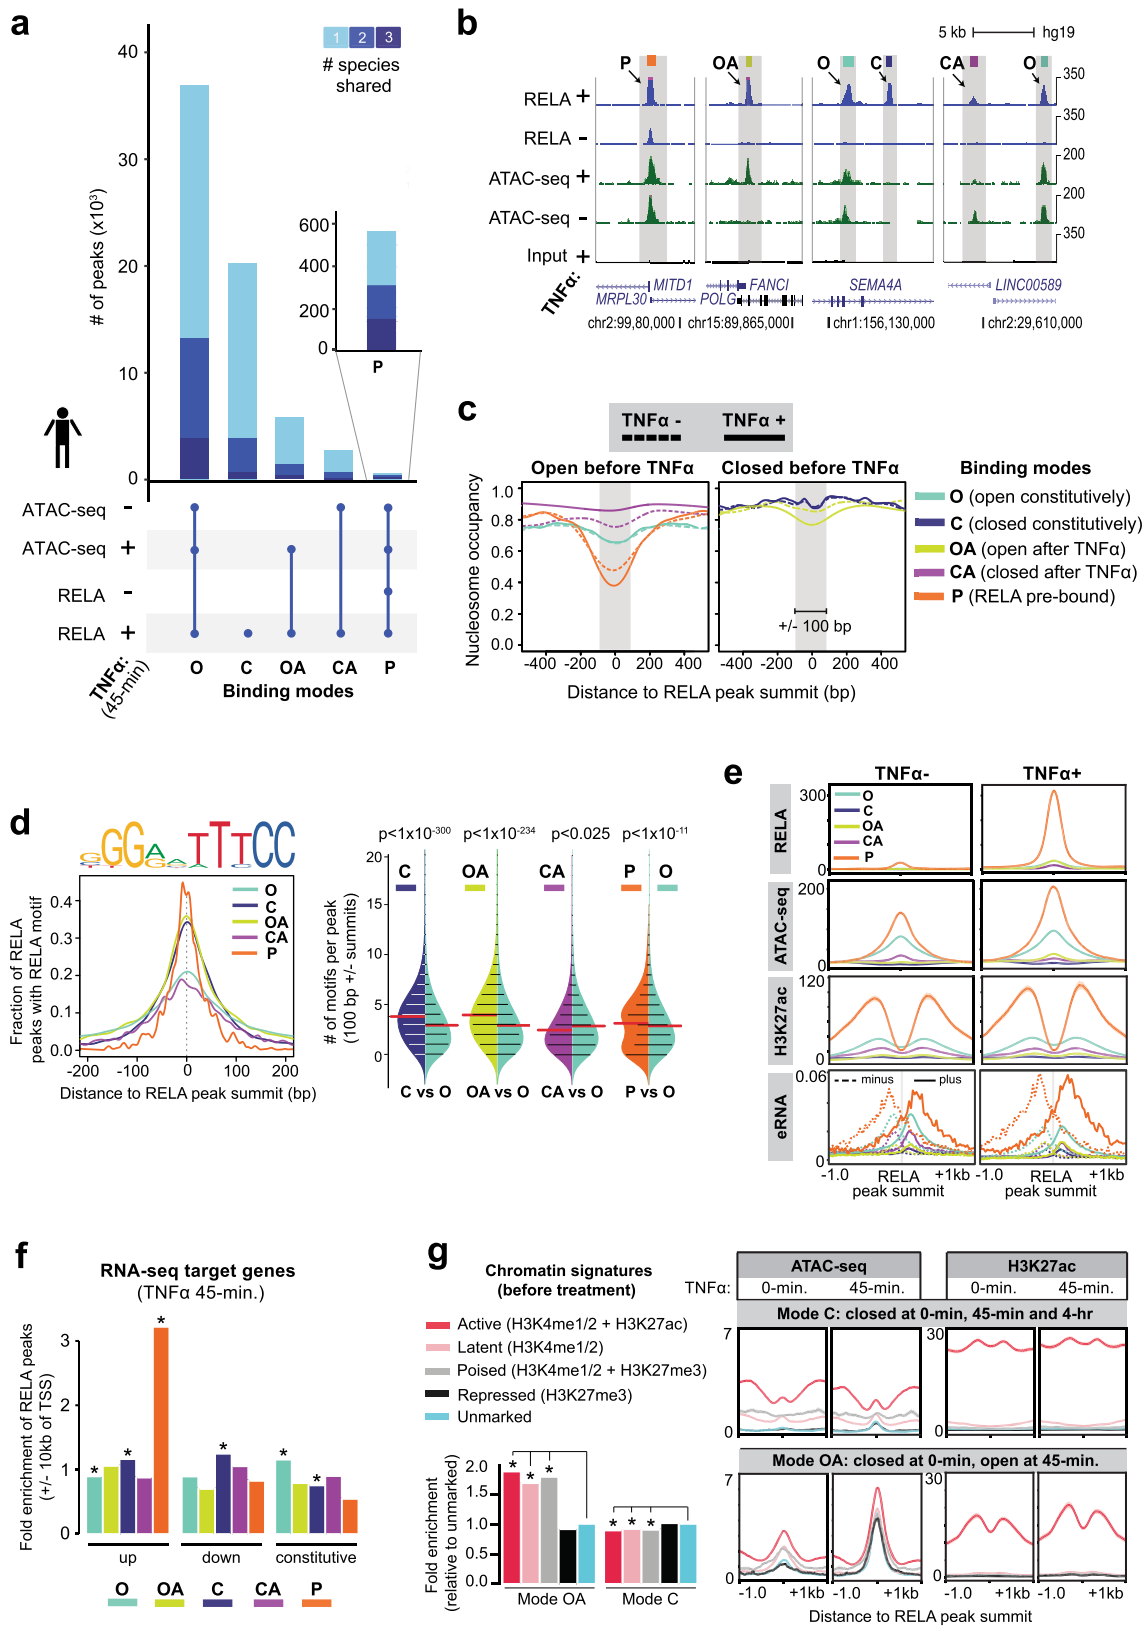 a
40
30
20
10
0
# of peaks (x10³)
1 2 3
# species
shared
600
400
200
0
P
ATAC-seq -
ATAC-seq +
RELA -
RELA +
TNFα:
(45-min)
O C OA CA P
Binding modes
b
5 kb hg19
P OA O C CA O
RELA + 350
RELA - 350
ATAC-seq + 200
ATAC-seq - 200
Input + 350
TNFα:
MITD1 FANCI SEMA4A LINC00589
MRPL30 POLG
chr2:99,80,000 chr15:89,865,000 chr1:156,130,000 chr2:29,610,000
c
TNFα - TNFα +
Open before TNFα Closed before TNFα
Nucleosome occupancy
1.0
0.8
0.6
0.4
0.2
0.0
+/- 100 bp
-400 -200 0 200 400 -400 -200 0 200 400
Distance to RELA peak summit (bp)
Binding modes
O (open constitutively)
C (closed constitutively)
OA (open after TNFα)
CA (closed after TNFα)
P (RELA pre-bound)
d
GGAATTTCC
Fraction of RELA
peaks with RELA motif
0.4
0.3
0.2
0.1
0.0
O
C
OA
CA
P
-200 -100 0 100 200
Distance to RELA peak summit (bp)
p<1x10⁻³⁰⁰ p<1x10⁻²³⁴ p<0.025 p<1x10⁻¹¹
# of motifs per peak
(100 bp +/- summits)
20
15
10
5
0
C OA CA P O
C vs O OA vs O CA vs O P vs O
e
TNFα- TNFα+
RELA
300
0
O
C
OA
CA
P
ATAC-seq
200
0
H3K27ac
120
0
eRNA
0.06
0
minus plus
-1.0 RELA +1kb -1.0 RELA +1kb
peak summit peak summit
f
RNA-seq target genes
(TNFα 45-min.)
Fold enrichment of RELA peaks
(+/- 10kb of TSS)
3
2
1
0
* * * * * *
up down constitutive
O OA C CA P
g
Chromatin signatures
(before treatment)
Active (H3K4me1/2 + H3K27ac)
Latent (H3K4me1/2)
Poised (H3K4me1/2 + H3K27me3)
Repressed (H3K27me3)
Unmarked
Fold enrichment
(relative to unmarked)
2.0
1.5
1.0
0.5
0.0
* * * * * *
Mode OA Mode C
ATAC-seq H3K27ac
TNFα: 0-min. 45-min. 0-min. 45-min.
Mode C: closed at 0-min, 45-min and 4-hr
7 30
0 0
Mode OA: closed at 0-min, open at 45-min.
7 30
0 0
-1.0 +1kb -1.0 +1kb -1.0 +1kb -1.0 +1kb
Distance to RELA peak summit